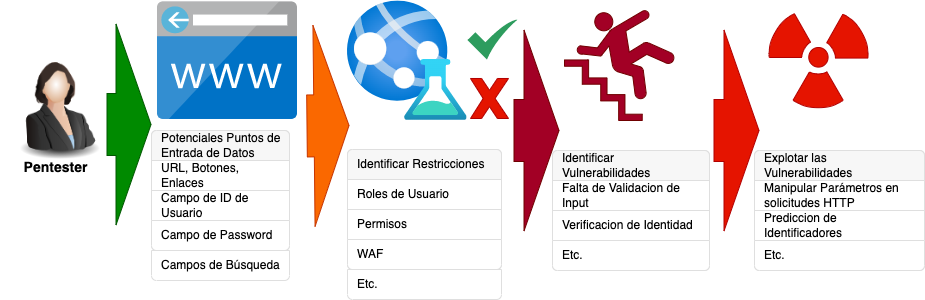 WWW
Pentester
Potenciales Puntos de
Entrada de Datos
URL, Botones,
Enlaces
Campo de ID de
Usuario
Campo de Password
Campos de Búsqueda
X
Identificar Restricciones
Roles de Usuario
Permisos
WAF
Etc.
Identificar
Vulnerabilidades
Falta de Validacion de
Input
Verificacion de Identidad
Etc.
Explotar las
Vulnerabilidades
Manipular Parámetros en
solicitudes HTTP
Prediccion de
Identificadores
Etc.